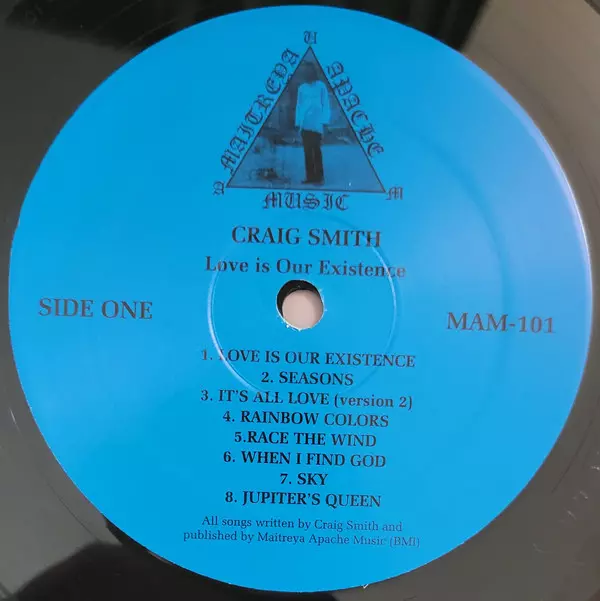 U
MAITREYA APACHE
A MUSIC M
CRAIG SMITH
Love is Our Existence
SIDE ONE MAM-101
1. LOVE IS OUR EXISTENCE
2. SEASONS
3. IT'S ALL LOVE (version 2)
4. RAINBOW COLORS
5.RACE THE WIND
6. WHEN I FIND GOD
7. SKY
8. JUPITER'S QUEEN
All songs written by Craig Smith and
published by Maitreya Apache Music (BMI)